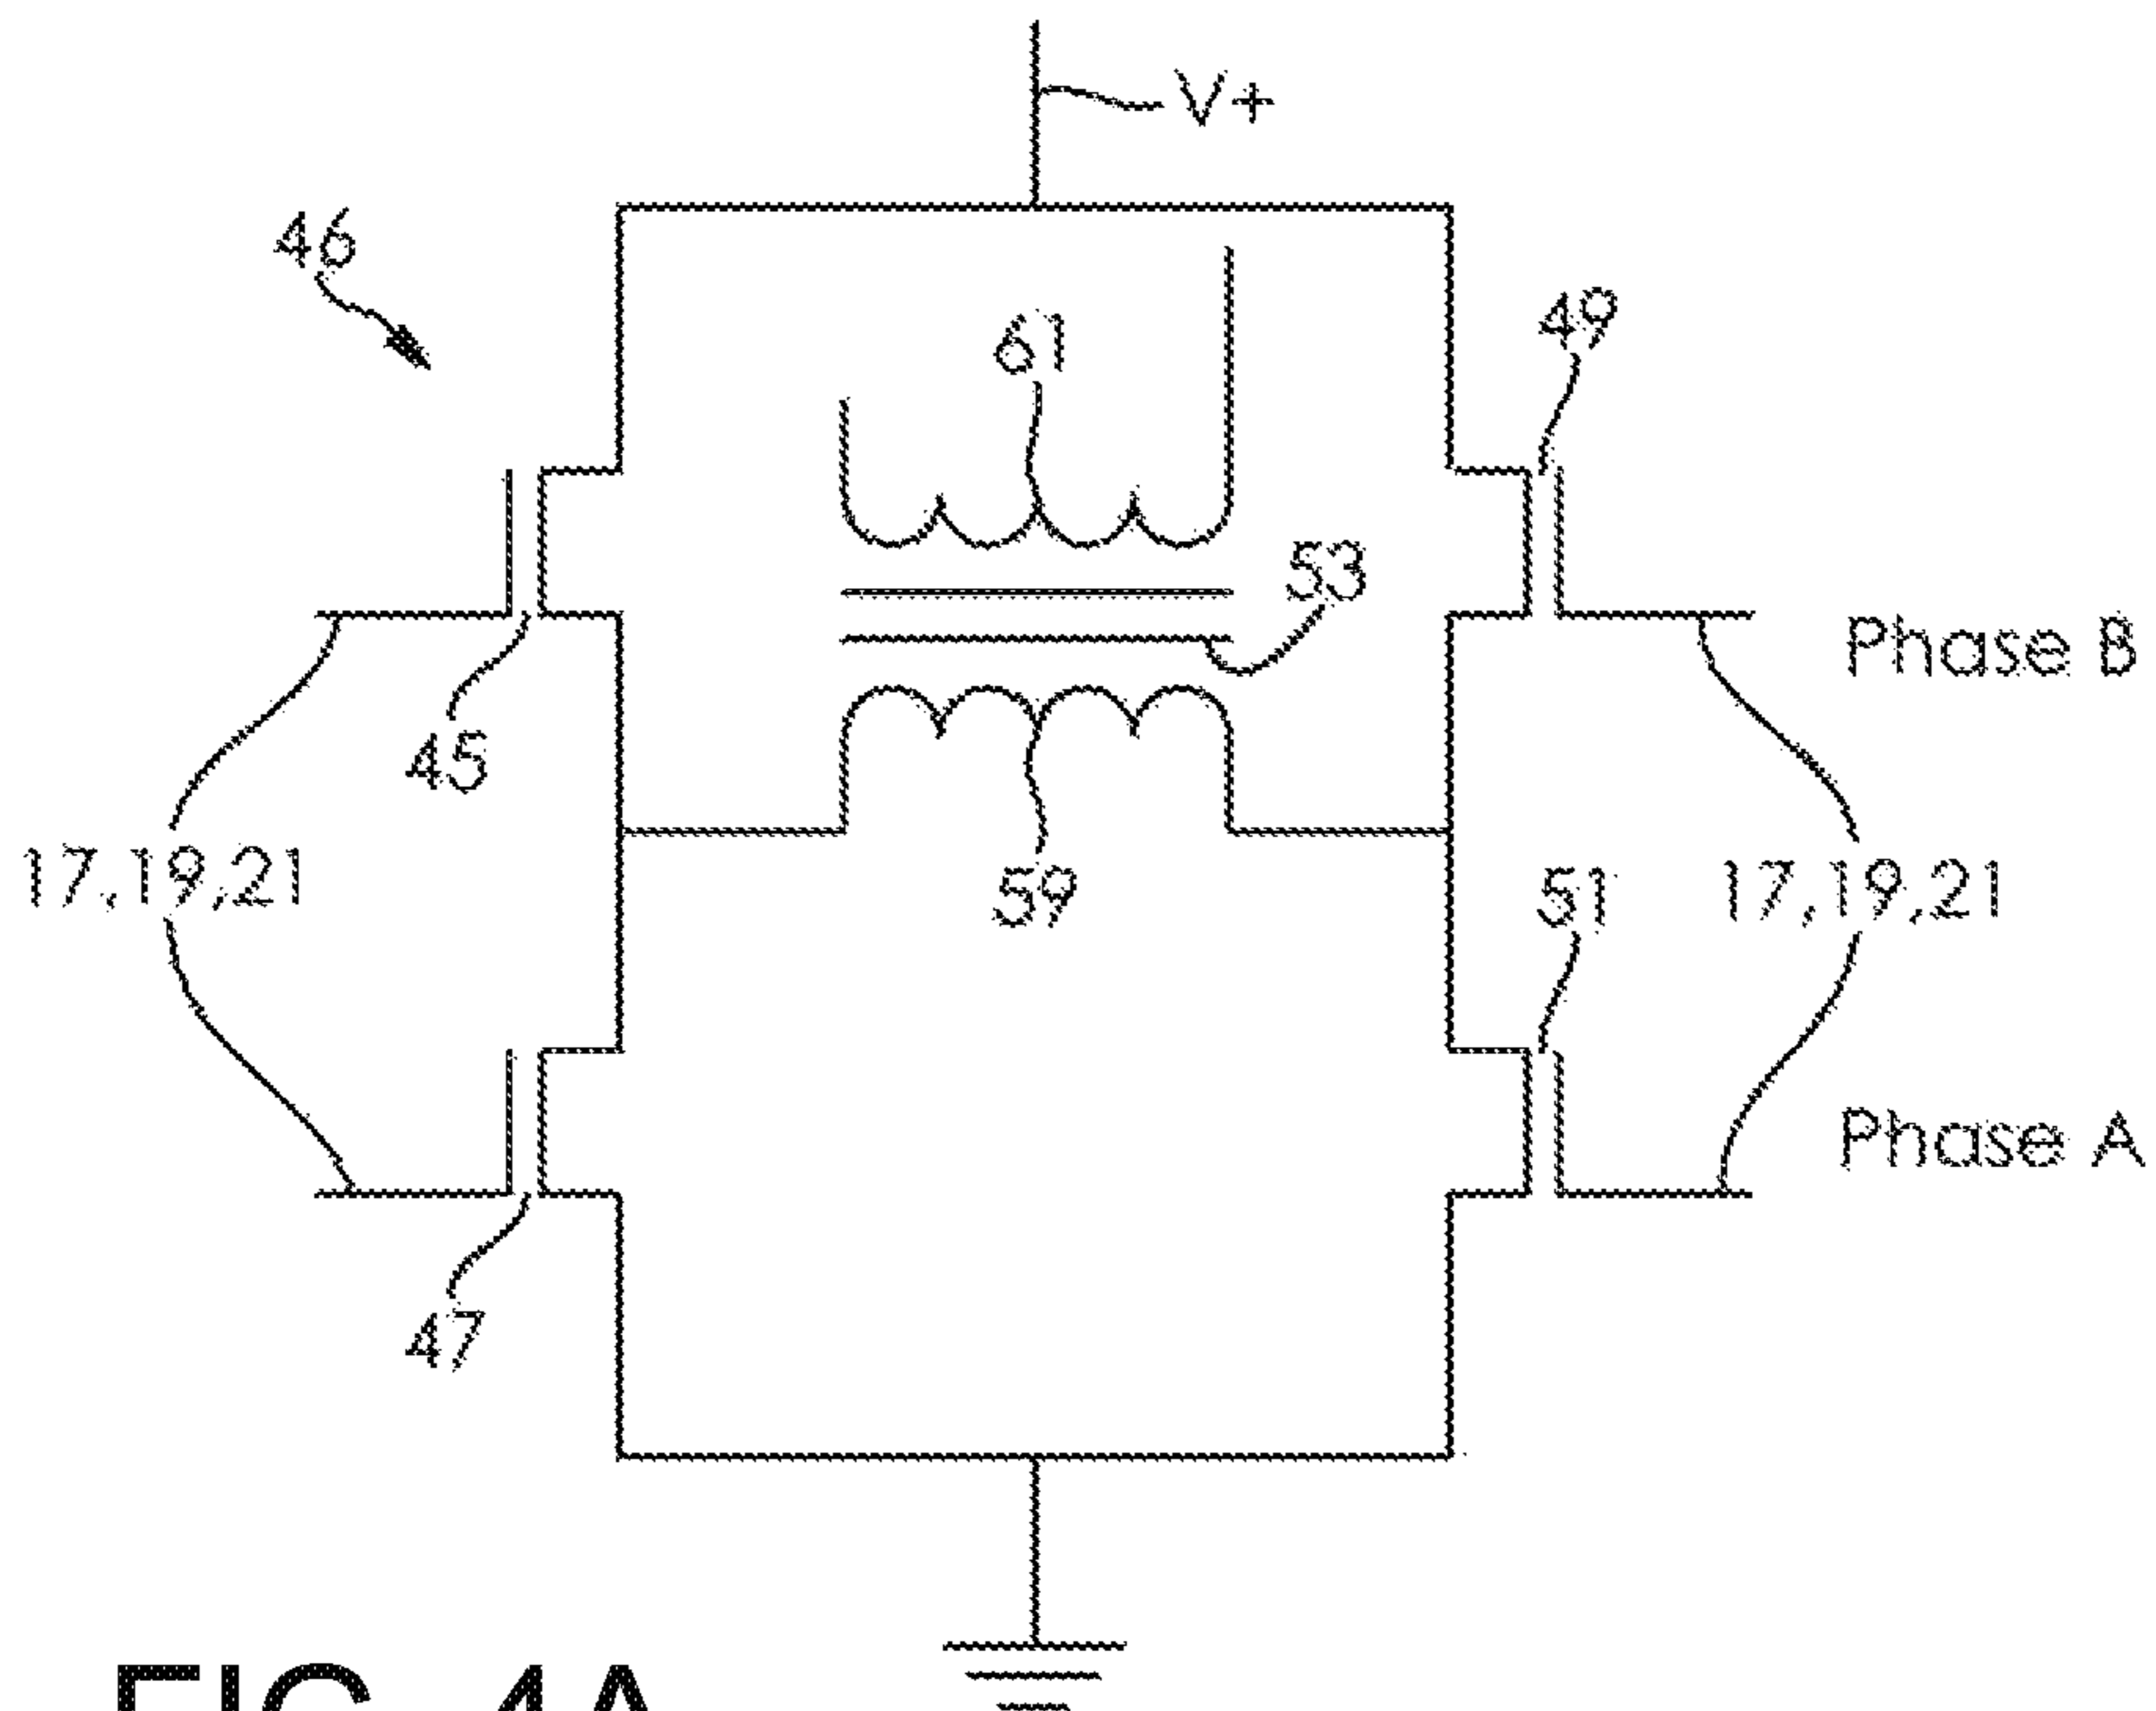 V+
46
49
61
53
Phase B
45
17,19,21
59
51
17,19,21
Phase A
47
FIG. 4A